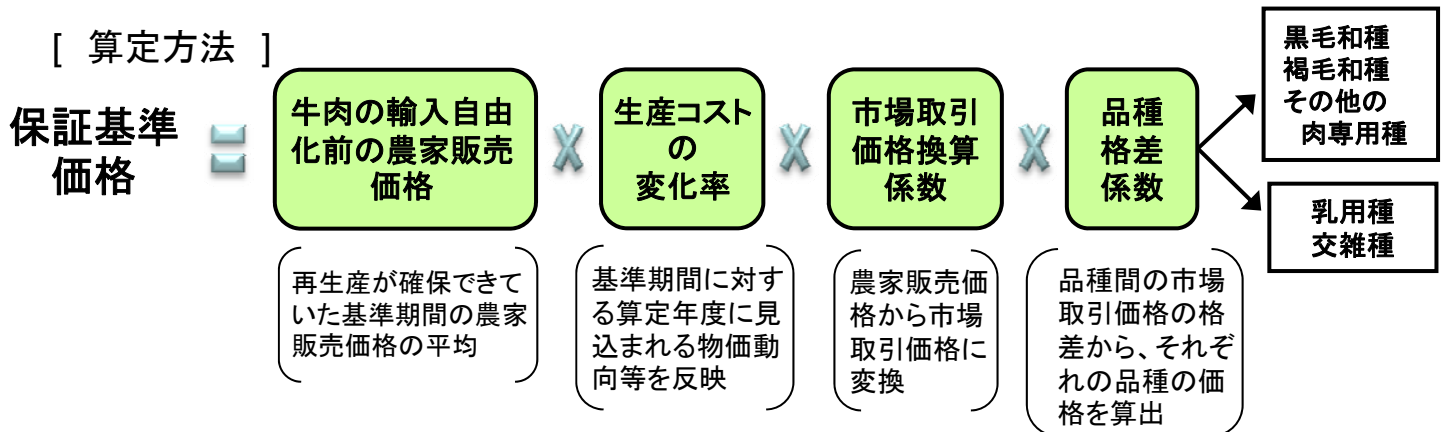 [ 算定方法 ]
保証基準
価格
=
牛肉の輸入自由
化前の農家販売
価格
X
生産コスト
の
変化率
X
市場取引
価格換算
係数
X
品種
格差
係数
黒毛和種
褐毛和種
その他の
肉専用種
乳用種
交雑種
再生産が確保できて
いた基準期間の農家
販売価格の平均
基準期間に対す
る算定年度に見
込まれる物価動
向等を反映
農家販売価
格から市場
取引価格に
変換
品種間の市場
取引価格の格
差から、それぞ
れの品種の価
格を算出